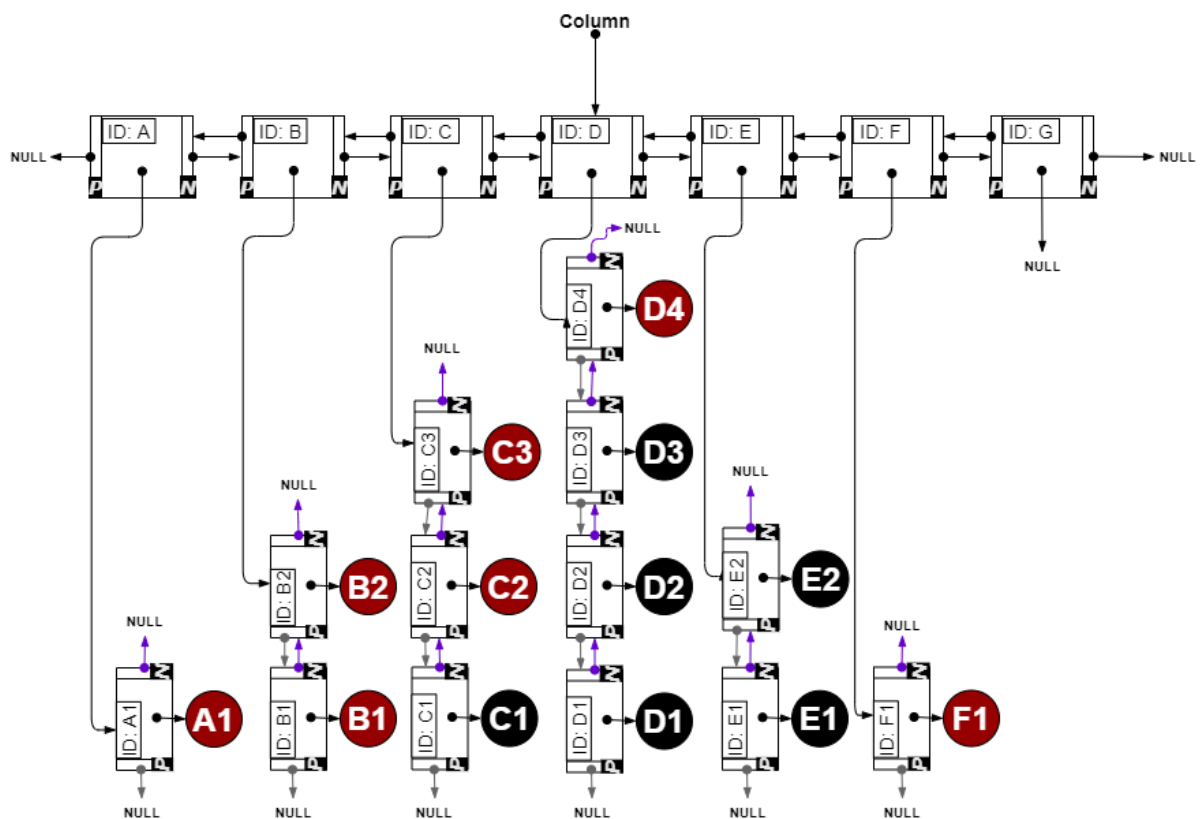 Column
ID: A
ID: B
ID: C
ID: D
ID: E
ID: F
ID: G
NULL
NULL
P
N
P
N
P
N
P
N
P
N
P
N
P
N
NULL
NULL
N
ID: D4
D4
P
NULL
N
ID: C3
C3
P
N
ID: D3
D3
P
NULL
NULL
N
ID: B2
B2
P
N
ID: C2
C2
P
N
ID: D2
D2
P
N
ID: E2
E2
P
NULL
NULL
N
ID: A1
A1
P
N
ID: B1
B1
P
N
ID: C1
C1
P
N
ID: D1
D1
P
N
ID: E1
E1
P
N
ID: F1
F1
P
NULL
NULL
NULL
NULL
NULL
NULL